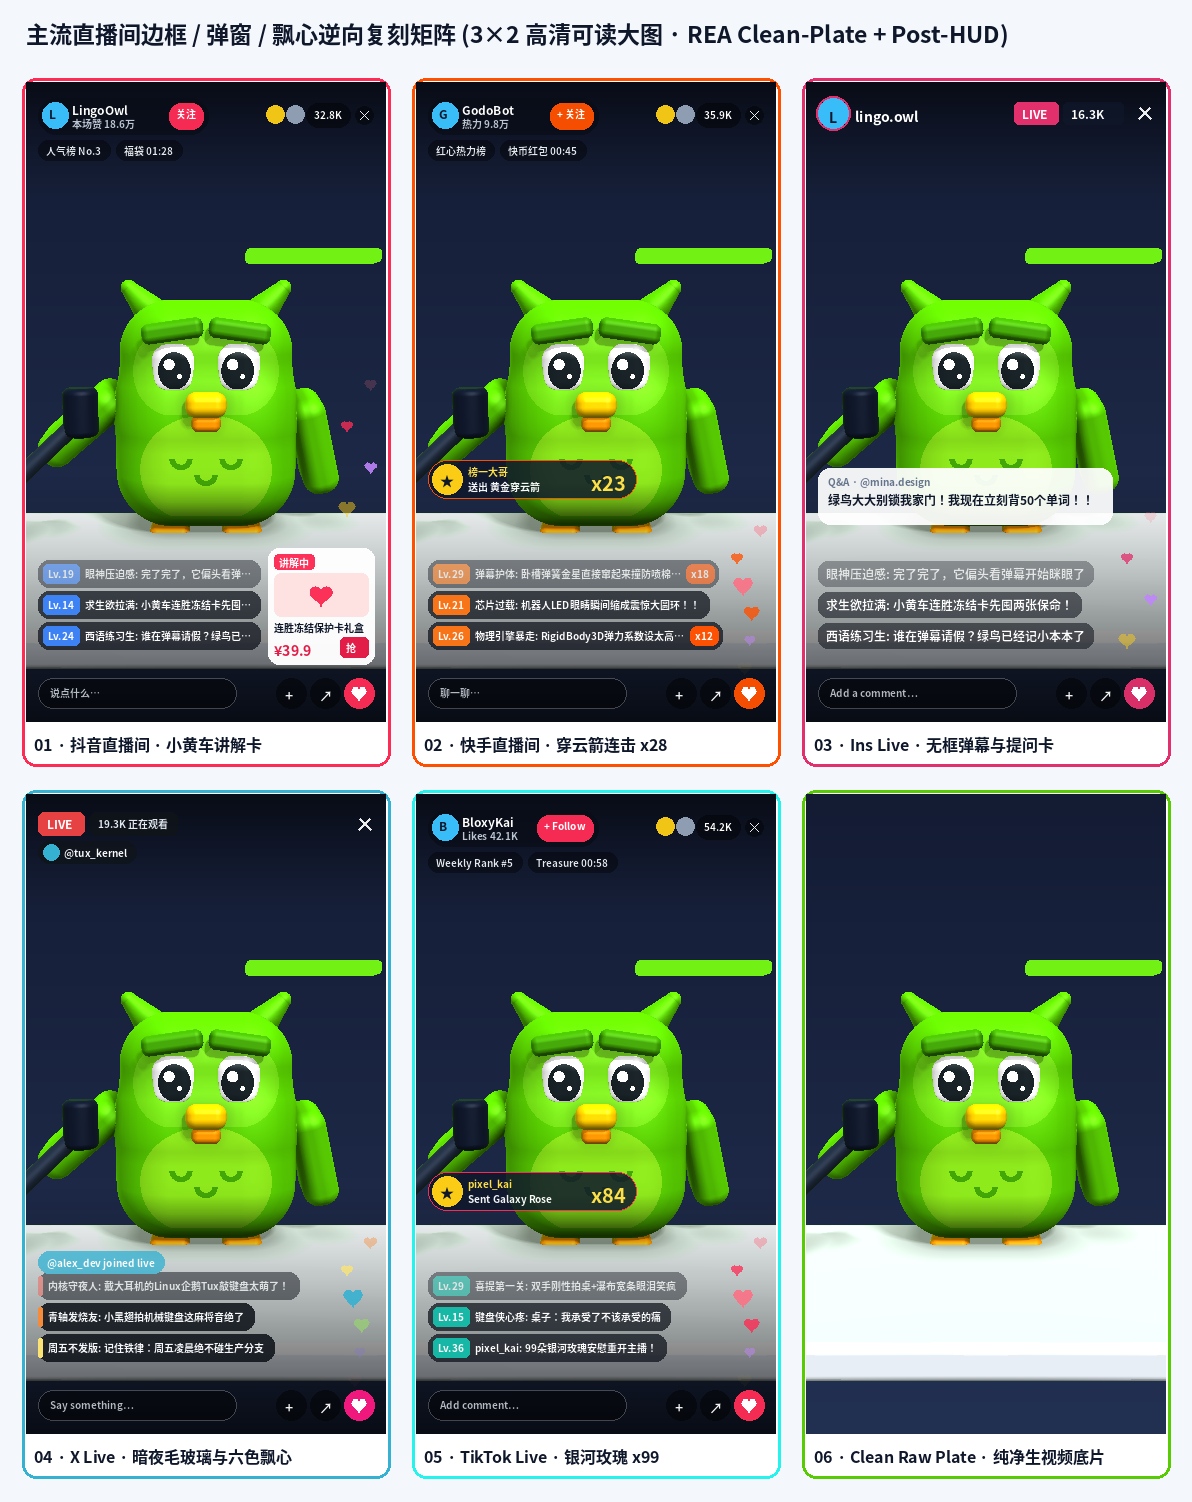 主流直播间边框 / 弹窗 / 飘心逆向复刻矩阵 (3×2 高清可读大图 · REA Clean-Plate + Post-HUD)
L LingoOwl 关注 32.8K
本场赞 18.6万
人气榜 No.3 福袋 01:28
Lv.19 眼神压迫感: 完了完了，它偏头看弹…
Lv.14 求生欲拉满: 小黄车连胜冻结卡先囤…
Lv.24 西语练习生: 谁在弹幕请假？绿鸟已…
讲解中
连胜冻结保护卡礼盒
¥39.9 抢
说点什么… + ↗
01 · 抖音直播间 · 小黄车讲解卡
G GodoBot + 关注 35.9K
热力 9.8万
红心热力榜 快币红包 00:45
榜一大哥
送出 黄金穿云箭 x23
Lv.29 弹幕护体: 卧槽弹簧金星直接窜起来撞防喷棉… x18
Lv.21 芯片过载: 机器人LED眼睛瞬间缩成震惊大圆环！！
Lv.26 物理引擎暴走: RigidBody3D弹力系数设太高… x12
聊一聊… + ↗
02 · 快手直播间 · 穿云箭连击 x28
L lingo.owl LIVE 16.3K
Q&A · @mina.design
绿鸟大大别锁我家门！我现在立刻背50个单词！！
眼神压迫感: 完了完了，它偏头看弹幕开始眯眼了
求生欲拉满: 小黄车连胜冻结卡先囤两张保命！
西语练习生: 谁在弹幕请假？绿鸟已经记小本本了
Add a comment… + ↗
03 · Ins Live · 无框弹幕与提问卡
LIVE 19.3K 正在观看
@tux_kernel
@alex_dev joined live
内核守夜人: 戴大耳机的Linux企鹅Tux敲键盘太萌了！
青轴发烧友: 小黑翅拍机械键盘这麻将音绝了
周五不发版: 记住铁律：周五凌晨绝不碰生产分支
Say something… + ↗
04 · X Live · 暗夜毛玻璃与六色飘心
B BloxyKai + Follow 54.2K
Likes 42.1K
Weekly Rank #5 Treasure 00:58
pixel_kai
Sent Galaxy Rose x84
Lv.29 喜提第一关: 双手刚性拍桌+瀑布宽条眼泪笑疯
Lv.15 键盘侠心疼: 桌子：我承受了不该承受的痛
Lv.36 pixel_kai: 99朵银河玫瑰安慰重开主播！
Add comment… + ↗
05 · TikTok Live · 银河玫瑰 x99
06 · Clean Raw Plate · 纯净生视频底片